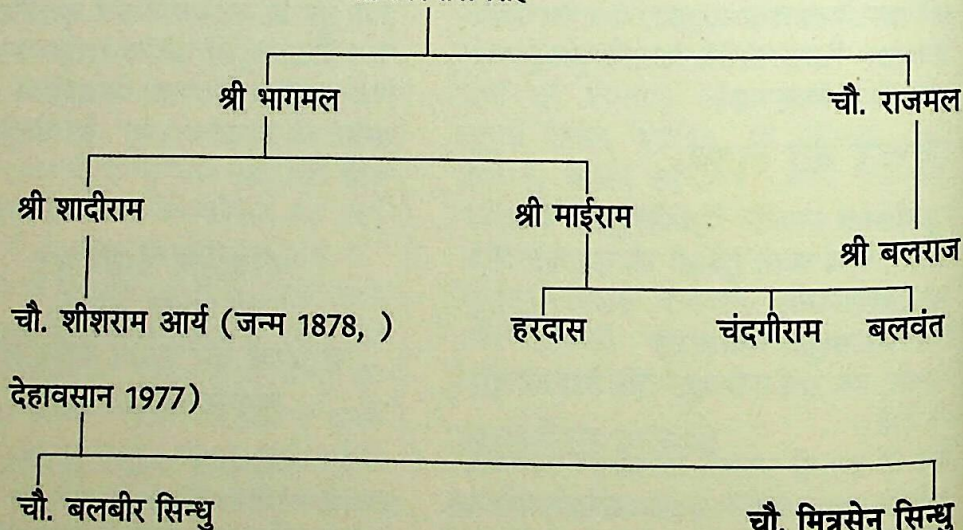 श्री भागमल चौ. राजमल
श्री शादीराम श्री माईराम
श्री बलराज
चौ. शीशराम आर्य (जन्म 1878, )
हरदास चंदगीराम बलवंत
देहावसान 1977)
चौ. बलबीर सिन्धु चौ. मित्रसेन सिन्धु